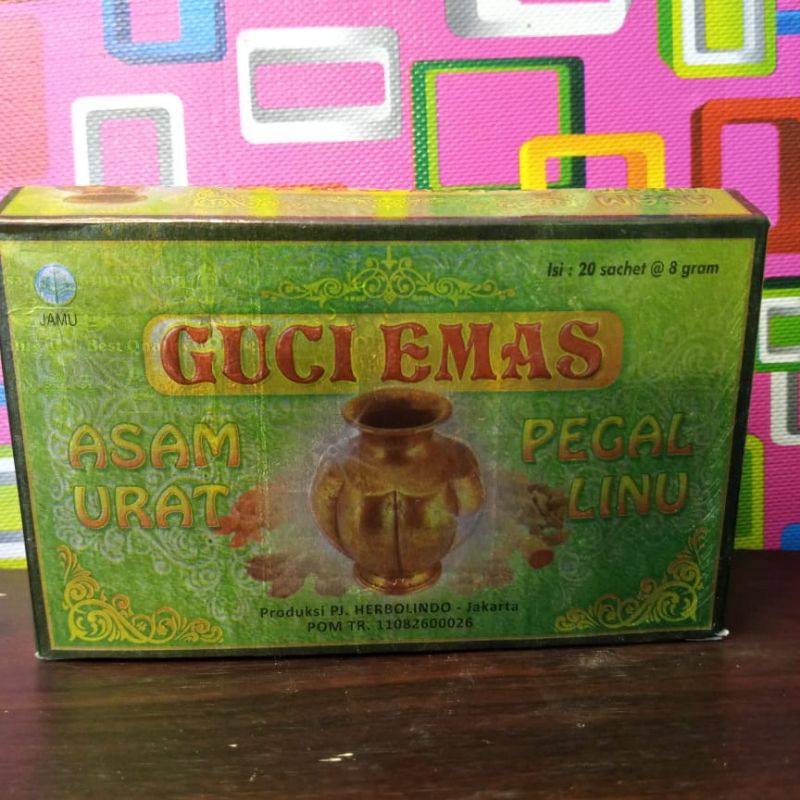 Isi : 20 sachet @ 8 gram
JAMU
GUCI EMAS
ASAM
URAT
PEGAL
LINU
Produksi PJ. HERBOLINDO - Jakarta
POM TR. 11082600026